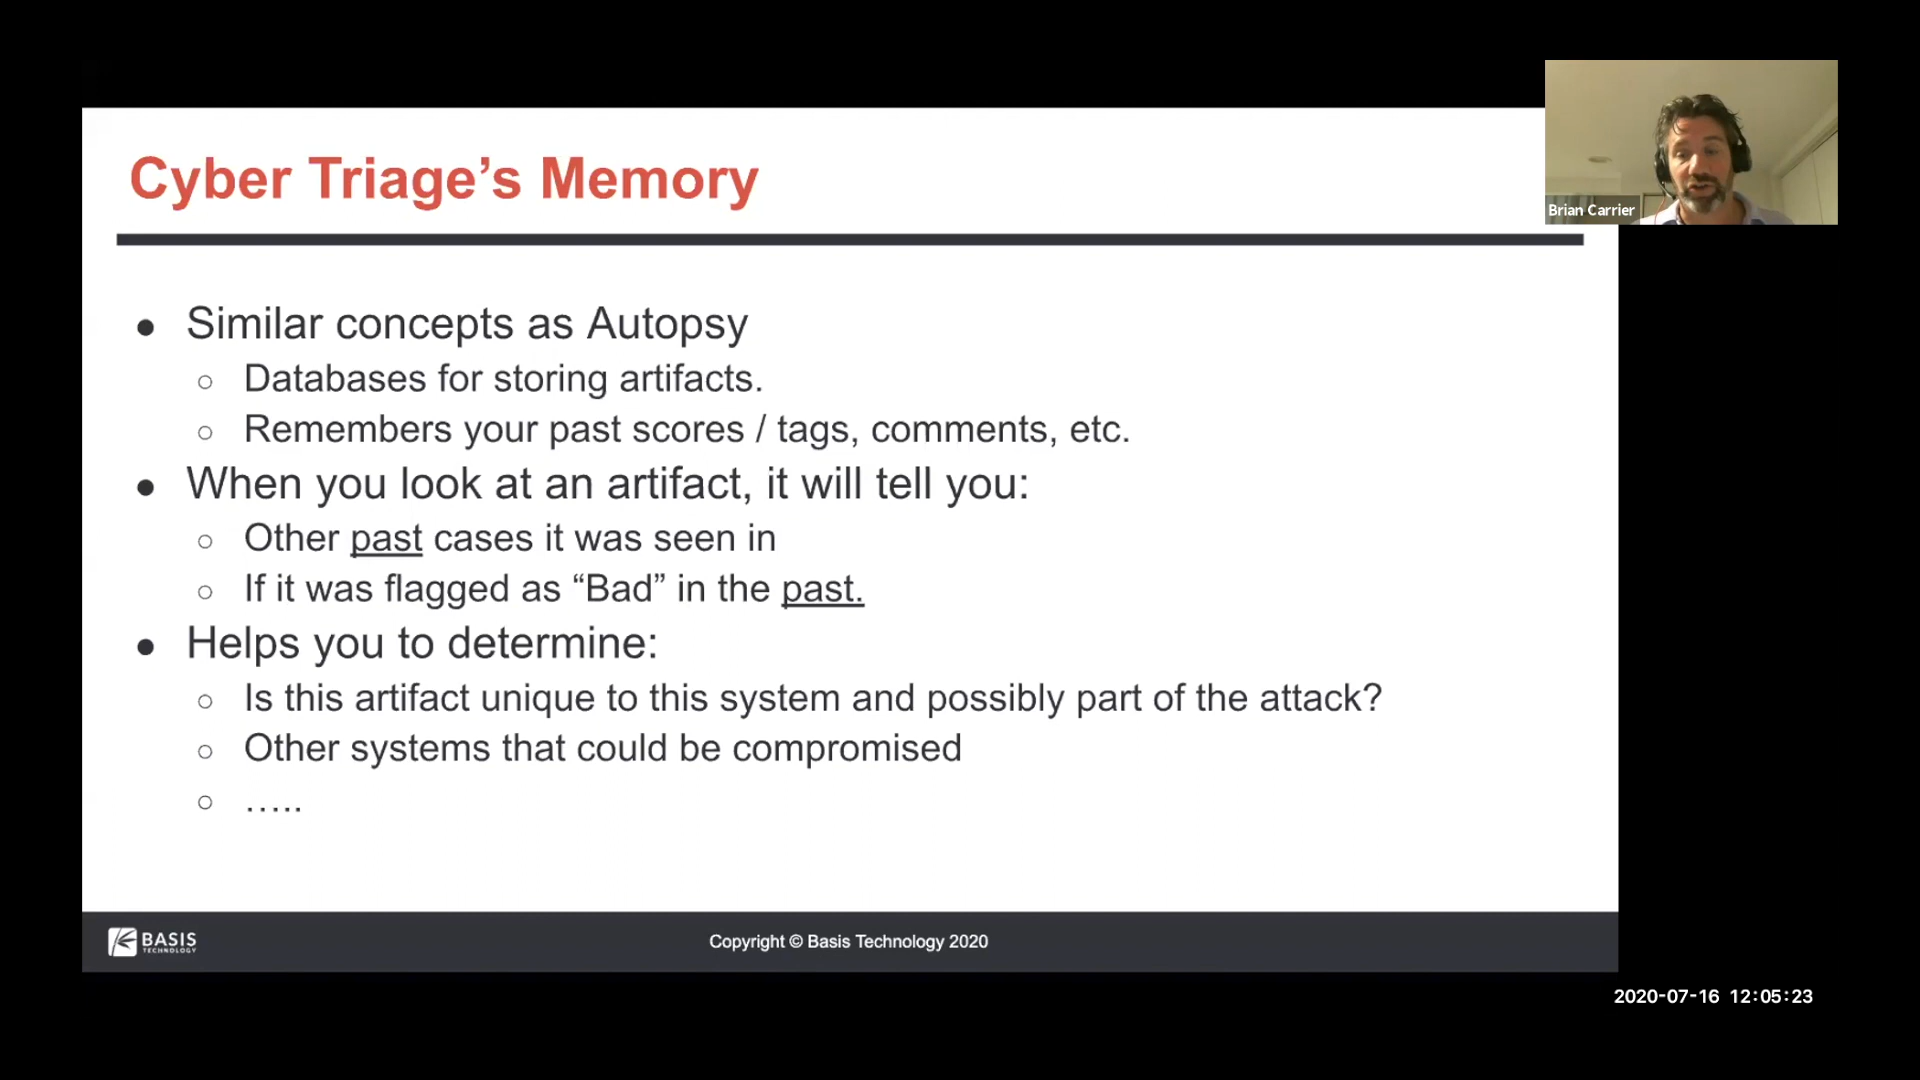 Cyber Triage’s Memory
Brian Carrier
● Similar concepts as Autopsy
○ Databases for storing artifacts.
○ Remembers your past scores / tags, comments, etc.
● When you look at an artifact, it will tell you:
○ Other past cases it was seen in
○ If it was flagged as “Bad” in the past.
● Helps you to determine:
○ Is this artifact unique to this system and possibly part of the attack?
○ Other systems that could be compromised
○ …..
BASIS
TECHNOLOGY
Copyright © Basis Technology 2020
2020-07-16 12:05:23